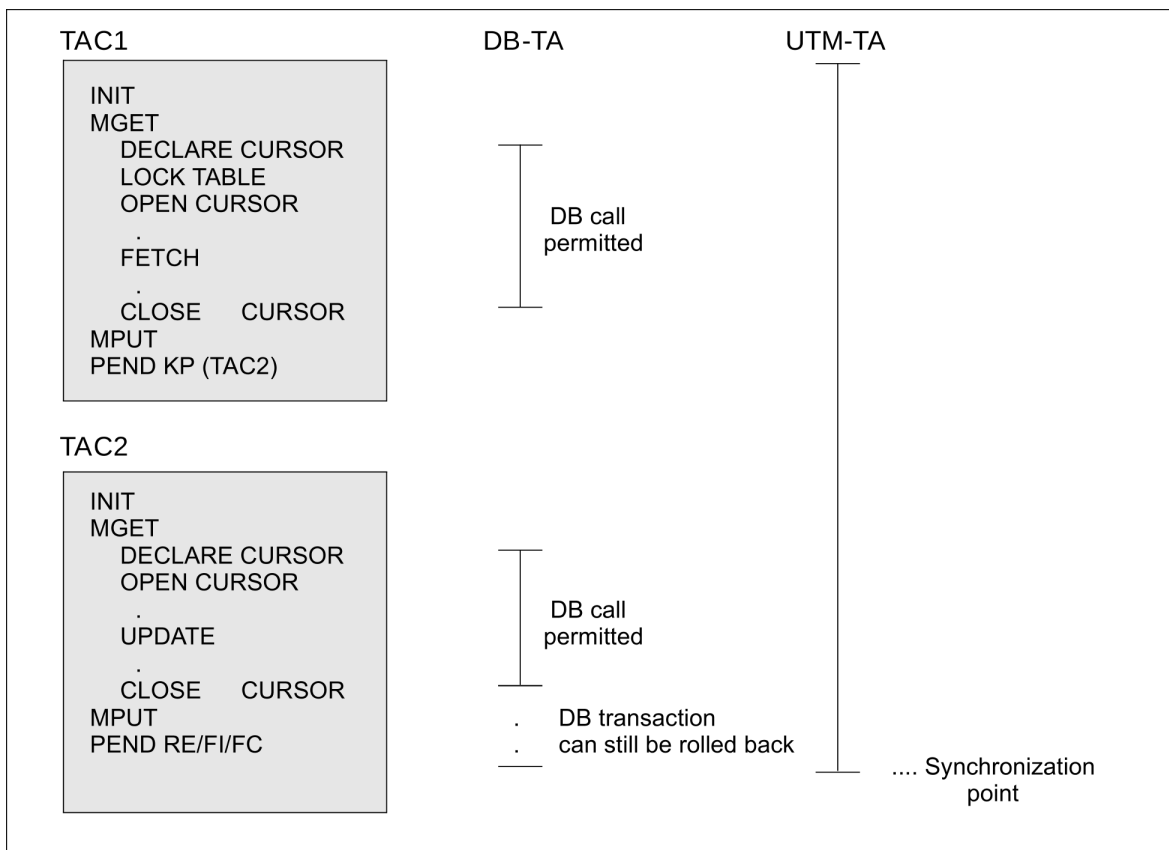 TAC1 DB-TA UTM-TA
INIT
MGET
DECLARE CURSOR
LOCK TABLE
OPEN CURSOR
.
FETCH
.
CLOSE CURSOR
MPUT
PEND KP (TAC2)
DB call
permitted
TAC2
INIT
MGET
DECLARE CURSOR
OPEN CURSOR
.
UPDATE
.
CLOSE CURSOR
MPUT
PEND RE/FI/FC
DB call
permitted
. DB transaction
. can still be rolled back
.... Synchronization
point